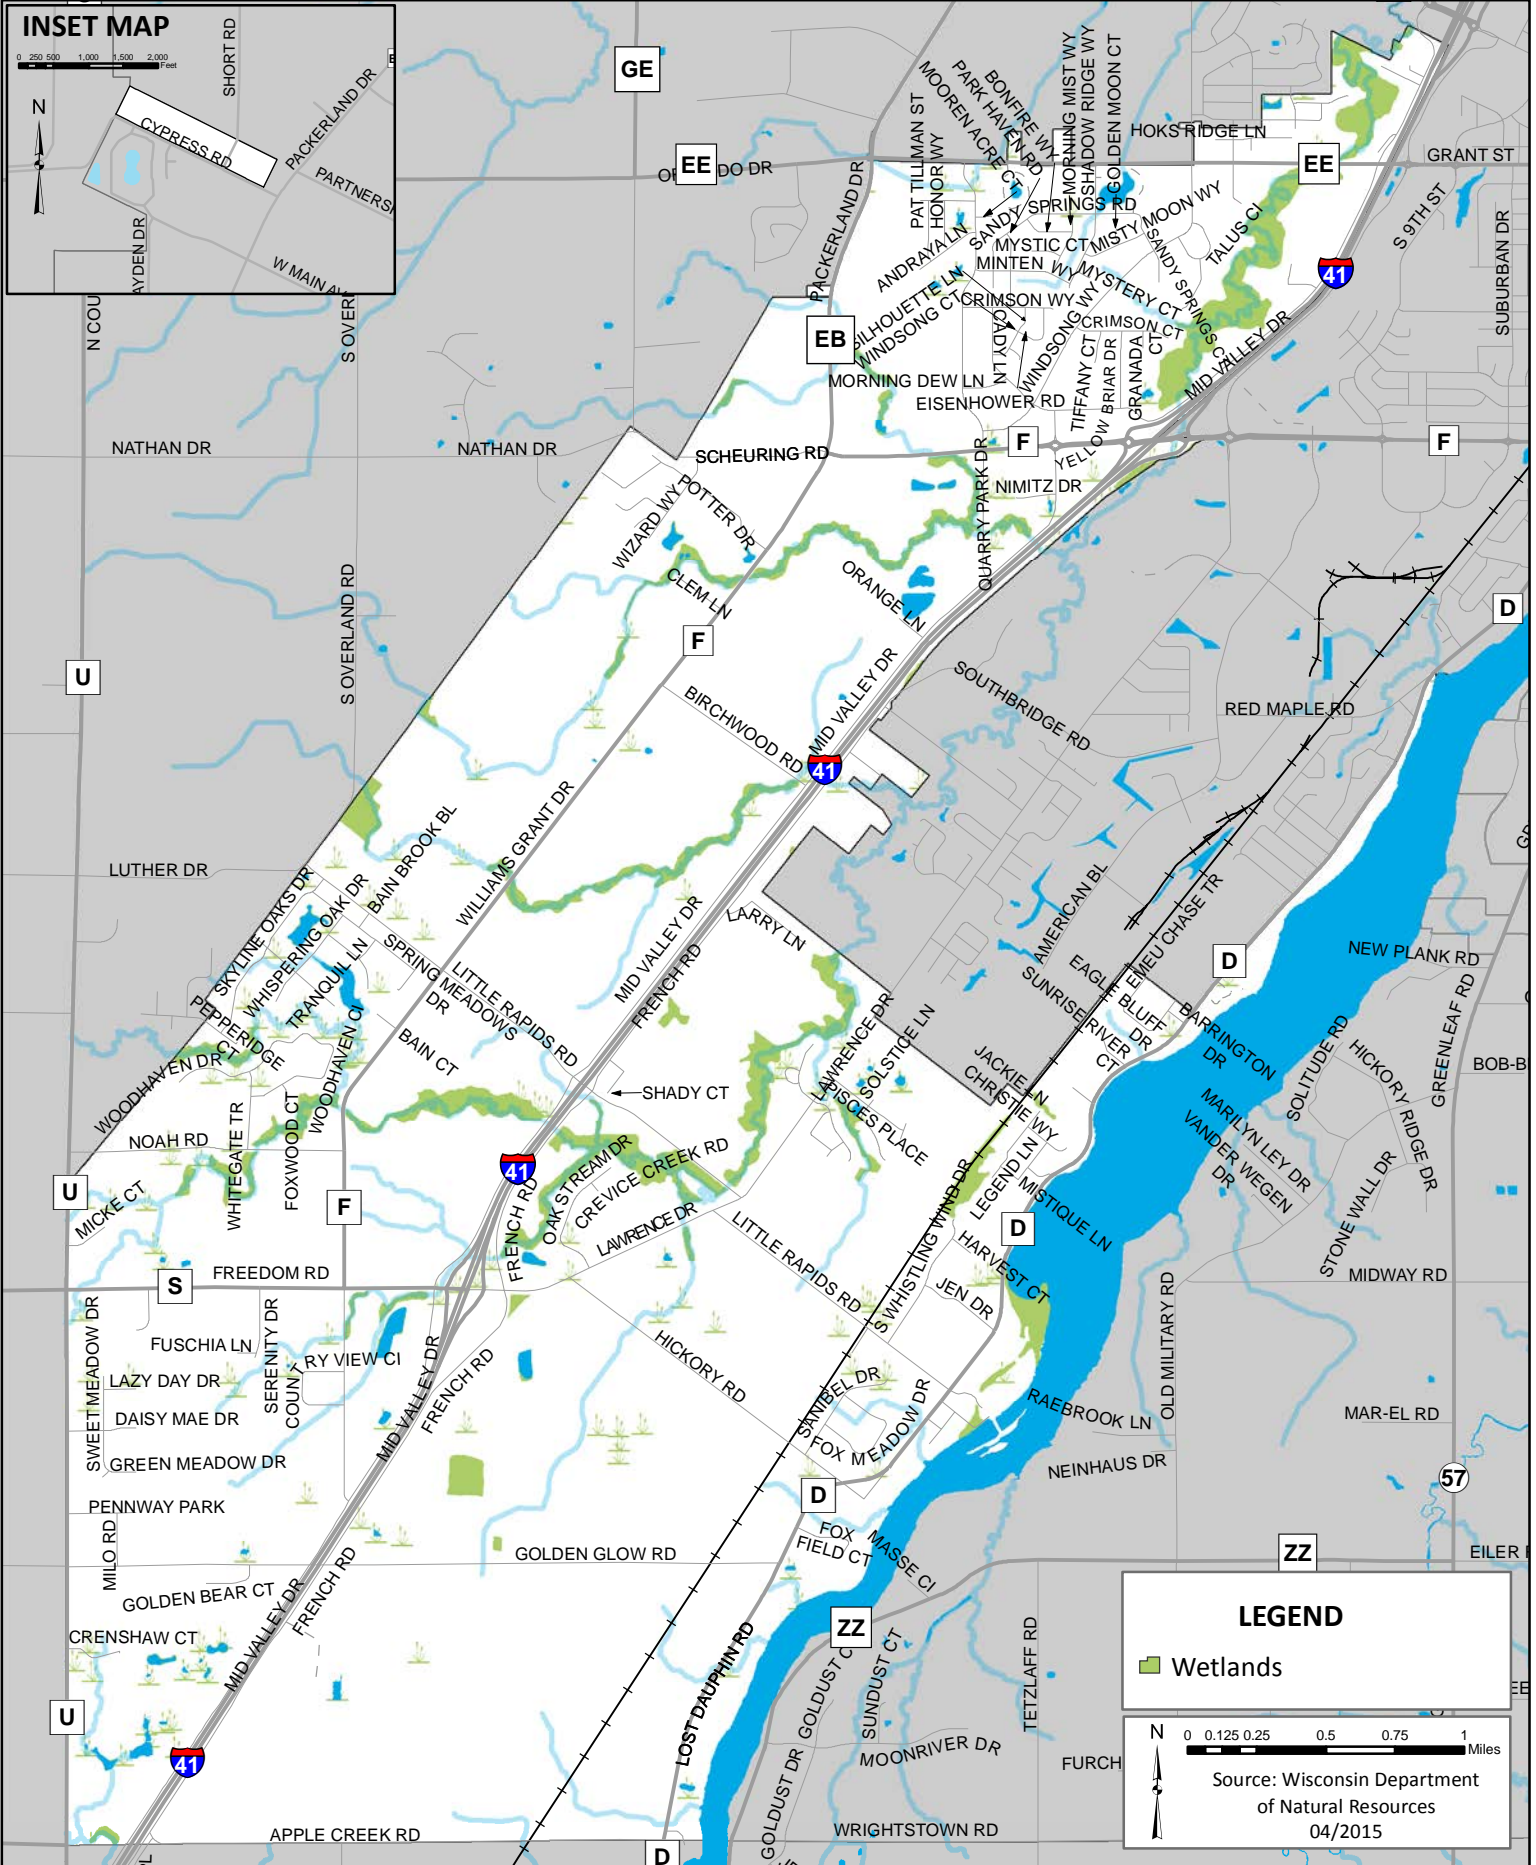 INSET MAP
0 250 500 1,000 1,500 2,000
Feet
N
SHORT RD
PACKERLAND DR
CYPRESS RD
W MAIN
GE
EE
PACKERLAND DR
PAT TILLMAN ST
HONOR WY
MOOREN ACRE CT
PARK HAVEN RD
BONFIRE WY
MORNING MIST WY
SHADOW RIDGE WY
GOLDEN MOON CT
HOKS RIDGE LN
EE
GRANT ST
S 9TH ST
SUBURBAN DR
SANDY SPRINGS RD
ANDRAYA LN
MYSTIC CT
MISTY MOON WY
MINTEN WY
MYSTERY CT
SANDY SPRINGS CI
TALUS CI
41
SILHOUETTE LN
WINDSONG CT
CRIMSON WY
CADY LN
WINDSONG WY
CRIMSON CT
TIFFANY CT
YELLOW BRIAR DR
GRANADA CT
MID VALLEY DR
EB
MORNING DEW LN
EISENHOWER RD
NATHAN DR
NATHAN DR
SCHEURING RD
F
F
QUARRY PARK DR
NIMITZ DR
WIZARD WY
POTTER DR
CLEM LN
ORANGE LN
F
S OVERLAND RD
U
D
BIRCHWOOD RD
MID VALLEY DR
41
SOUTHBRIDGE RD
RED MAPLE RD
WILLIAMS GRANT DR
BAIN BROOK BL
LUTHER DR
SKYLINE OAKS DR
WHISPERING OAK DR
TRANQUIL LN
SPRING MEADOWS DR
LITTLE RAPIDS RD
MID VALLEY DR
FRENCH RD
LARRY LN
AMERICAN BL
EMEU CHASE TR
EAGLE BLUFF DR
SUNRISE RIVER CT
D
BARRINGTON DR
NEW PLANK RD
GREENLEAF RD
SOLITUDE RD
HICKORY RIDGE DR
PEPPERIDGE CT
WOODHAVEN DR
WOODHAVEN CI
BAIN CT
SHADY CT
LAWRENCE DR
SOLSTICE LN
PISCES PLACE
JACKIE LN
CHRISTIE WY
MARILYN LEY DR
VANDER WEGEN DR
STONE WALL DR
NOAH RD
WHITEGATE TR
FOXWOOD CT
U
MICKE CT
F
41
FRENCH RD
OAK STREAM DR
CREVICE CREEK RD
LAWRENCE DR
LITTLE RAPIDS RD
S WHISTLING WIND DR
LEGEND LN
MISTIQUE LN
D
HARVEST CT
JEN DR
MIDWAY RD
OLD MILITARY RD
S
FREEDOM RD
SWEET MEADOW DR
FUSCHIA LN
SERENITY DR
COUNTRY VIEW CI
LAZY DAY DR
DAISY MAE DR
GREEN MEADOW DR
MID VALLEY DR
FRENCH RD
HICKORY RD
SANIBEL DR
FOX MEADOW DR
RAEBROOK LN
MAR-EL RD
NEINHAUS DR
57
PENNWAY PARK
MILO RD
D
FOX FIELD CT
MASSE CI
GOLDEN GLOW RD
ZZ
GOLDEN BEAR CT
CRENSHAW CT
MID VALLEY DR
FRENCH RD
LOST DAUPHIN RD
ZZ
SUNDUST CT
TETZLAFF RD
U
41
GOLDUST DR
MOONRIVER DR
APPLE CREEK RD
WRIGHTSTOWN RD
D
LEGEND
Wetlands
N
0 0.125 0.25 0.5 0.75 1
Miles
Source: Wisconsin Department
of Natural Resources
04/2015